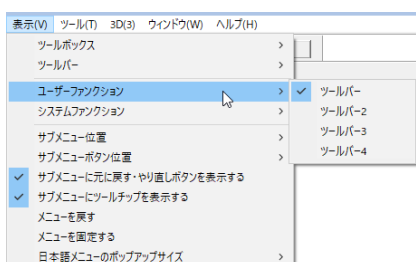 表示(V) ツール(T) 3D(3) ウィンドウ(W) ヘルプ(H)
ツールボックス
ツールバー
ユーザーファンクション
システムファンクション
サブメニュー位置
サブメニューボタン位置
サブメニューに元に戻す・やり直しボタンを表示する
サブメニューにツールチップを表示する
メニューを戻す
メニューを固定する
日本語メニューのポップアップサイズ
ツールバー
ツールバー2
ツールバー3
ツールバー4